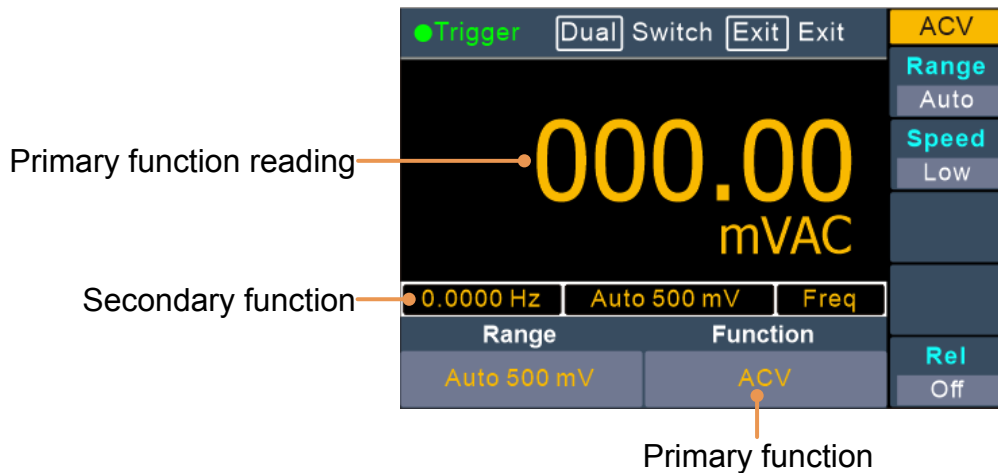 ●Trigger Dual Switch Exit Exit
ACV
Range
Auto
Speed
Low
Primary function reading
000.00
mVAC
Secondary function
0.0000 Hz Auto 500 mV Freq
Range Function
Auto 500 mV ACV
Rel
Off
Primary function